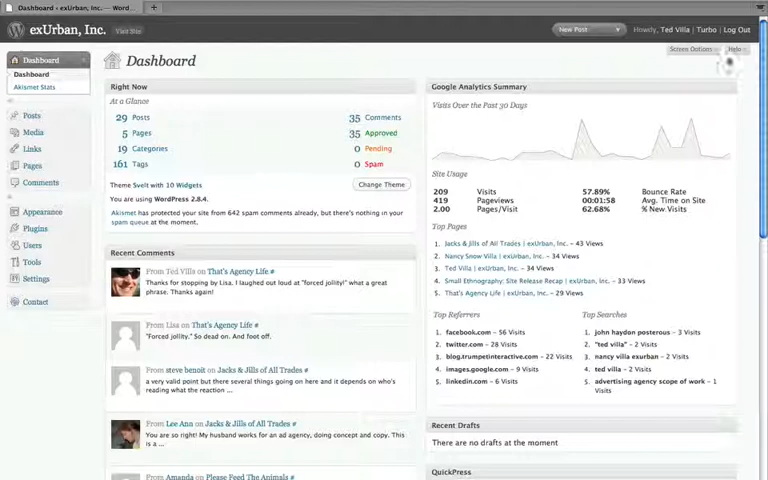 Dashboard ‹ exUrban, Inc. — Word...
exUrban, Inc. Visit Site
New Post
Howdy, Ted Villa | Turbo | Log Out
Screen Options
Help
Dashboard
Dashboard
Akismet Stats
Posts
Media
Links
Pages
Comments
Appearance
Plugins
Users
Tools
Settings
Contact
Dashboard
Right Now
At a Glance
29 Posts 35 Comments
5 Pages 35 Approved
19 Categories 0 Pending
161 Tags 0 Spam
Theme Svelt with 10 Widgets
Change Theme
You are using WordPress 2.8.4.
Akismet has protected your site from 642 spam comments already, but there's nothing in your
spam queue at the moment.
Recent Comments
From Ted Villa on That's Agency Life #
Thanks for stopping by Lisa. I laughed out loud at "forced jollity!" what a great
phrase. Thanks again!
From Lisa on That's Agency Life #
"Forced jollity." So dead on. And foot off.
From steve benoit on Jacks & Jills of All Trades #
a very valid point but there several things going on here and it depends on who's
reading what the reaction ...
From Lee Ann on Jacks & Jills of All Trades #
You are so right! My husband works for an ad agency, doing concept and copy. This
is a ...
From Amanda on Please Feed The Animals #
Google Analytics Summary
Visits Over the Past 30 Days
Site Usage
209 Visits 57.89% Bounce Rate
419 Pageviews 00:01:58 Avg. Time on Site
2.00 Pages/Visit 62.68% % New Visits
Top Pages
1. Jacks & Jills of All Trades | exUrban, Inc. – 43 Views
2. Nancy Snow Villa | exUrban, Inc. – 34 Views
3. Ted Villa | exUrban, Inc. – 34 Views
4. Small Ethnography: Site Release Recap | exUrban, Inc. – 33 Views
5. That's Agency Life | exUrban, Inc. – 29 Views
Top Referrers
1. facebook.com – 56 Visits
2. twitter.com – 28 Visits
3. blog.trumpetinteractive.com – 22 Visits
4. images.google.com – 9 Visits
5. linkedin.com – 6 Visits
Top Searches
1. john haydon posterous – 3 Visits
2. "ted villa" – 2 Visits
3. nancy villa exurban – 2 Visits
4. ted villa – 2 Visits
5. advertising agency scope of work – 1
Visits
Recent Drafts
There are no drafts at the moment
QuickPress